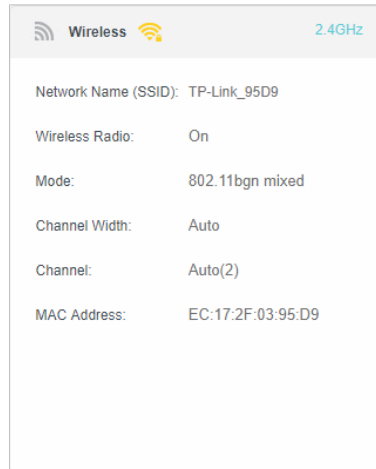 Wireless 2.4GHz
Network Name (SSID): TP-Link_95D9
Wireless Radio: On
Mode: 802.11bgn mixed
Channel Width: Auto
Channel: Auto(2)
MAC Address: EC:17:2F:03:95:D9